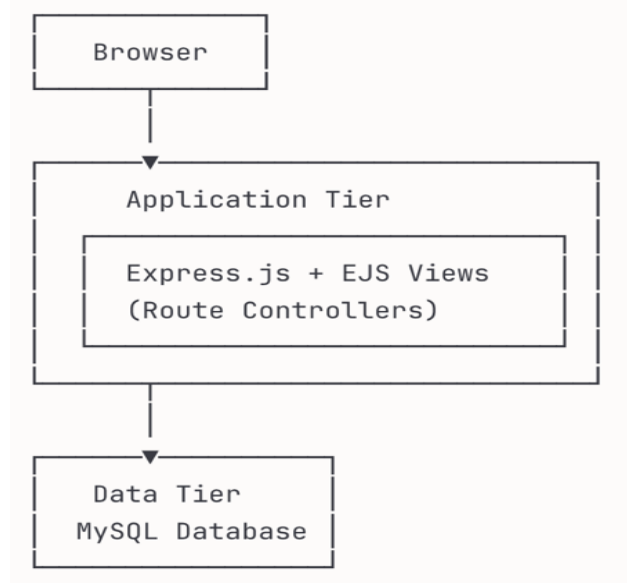 Browser
Application Tier
Express.js + EJS Views
(Route Controllers)
Data Tier
MySQL Database